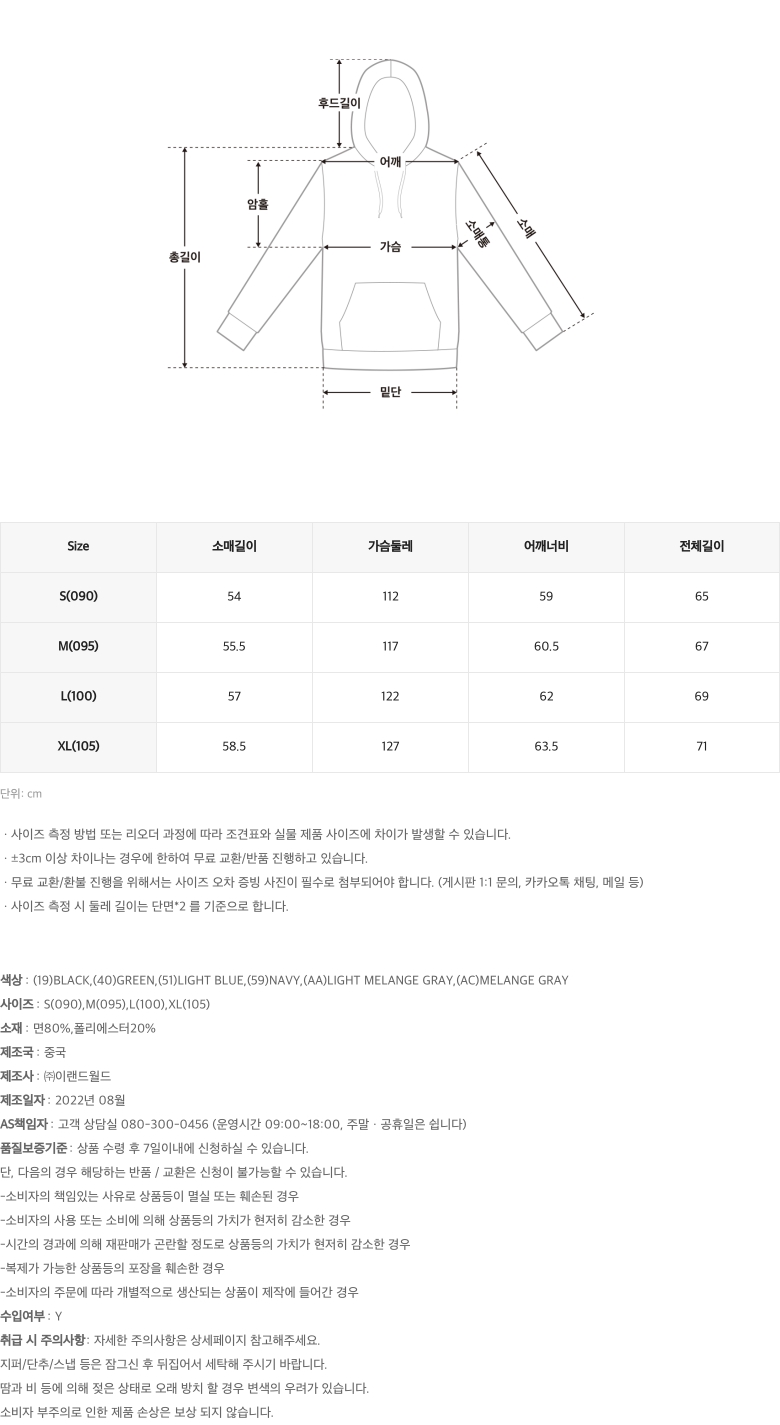 후드길이
어깨
암홀
소매통
소매
총길이
가슴
밑단
Size 소매길이 가슴둘레 어깨너비 전체길이
S(090) 54 112 59 65
M(095) 55.5 117 60.5 67
L(100) 57 122 62 69
XL(105) 58.5 127 63.5 71
단위: cm
· 사이즈 측정 방법 또는 리오더 과정에 따라 조견표와 실물 제품 사이즈에 차이가 발생할 수 있습니다.
· ±3cm 이상 차이나는 경우에 한하여 무료 교환/반품 진행하고 있습니다.
· 무료 교환/환불 진행을 위해서는 사이즈 오차 증빙 사진이 필수로 첨부되어야 합니다. (게시판 1:1 문의, 카카오톡 채팅, 메일 등)
· 사이즈 측정 시 둘레 길이는 단면*2 를 기준으로 합니다.
색상 : (19)BLACK,(40)GREEN,(51)LIGHT BLUE,(59)NAVY,(AA)LIGHT MELANGE GRAY,(AC)MELANGE GRAY
사이즈 : S(090),M(095),L(100),XL(105)
소재 : 면80%,폴리에스터20%
제조국 : 중국
제조사 : ㈜이랜드월드
제조일자 : 2022년 08월
AS책임자 : 고객 상담실 080-300-0456 (운영시간 09:00~18:00, 주말 · 공휴일은 쉽니다)
품질보증기준 : 상품 수령 후 7일이내에 신청하실 수 있습니다.
단, 다음의 경우 해당하는 반품 / 교환은 신청이 불가능할 수 있습니다.
-소비자의 책임있는 사유로 상품등이 멸실 또는 훼손된 경우
-소비자의 사용 또는 소비에 의해 상품등의 가치가 현저히 감소한 경우
-시간의 경과에 의해 재판매가 곤란할 정도로 상품등의 가치가 현저히 감소한 경우
-복제가 가능한 상품등의 포장을 훼손한 경우
-소비자의 주문에 따라 개별적으로 생산되는 상품이 제작에 들어간 경우
수입여부 : Y
취급 시 주의사항 : 자세한 주의사항은 상세페이지 참고해주세요.
지퍼/단추/스냅 등은 잠그신 후 뒤집어서 세탁해 주시기 바랍니다.
땀과 비 등에 의해 젖은 상태로 오래 방치 할 경우 변색의 우려가 있습니다.
소비자 부주의로 인한 제품 손상은 보상 되지 않습니다.